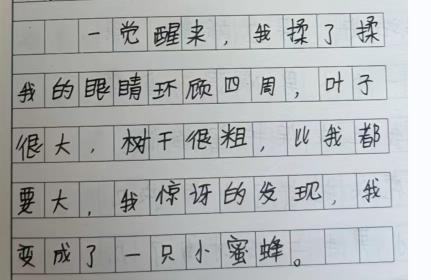 一觉醒来，我揉了揉
我的眼睛环顾四周，叶子
很大，树干很粗，比我都
要大，我惊讶的发现，我
变成了一只小蜜蜂。